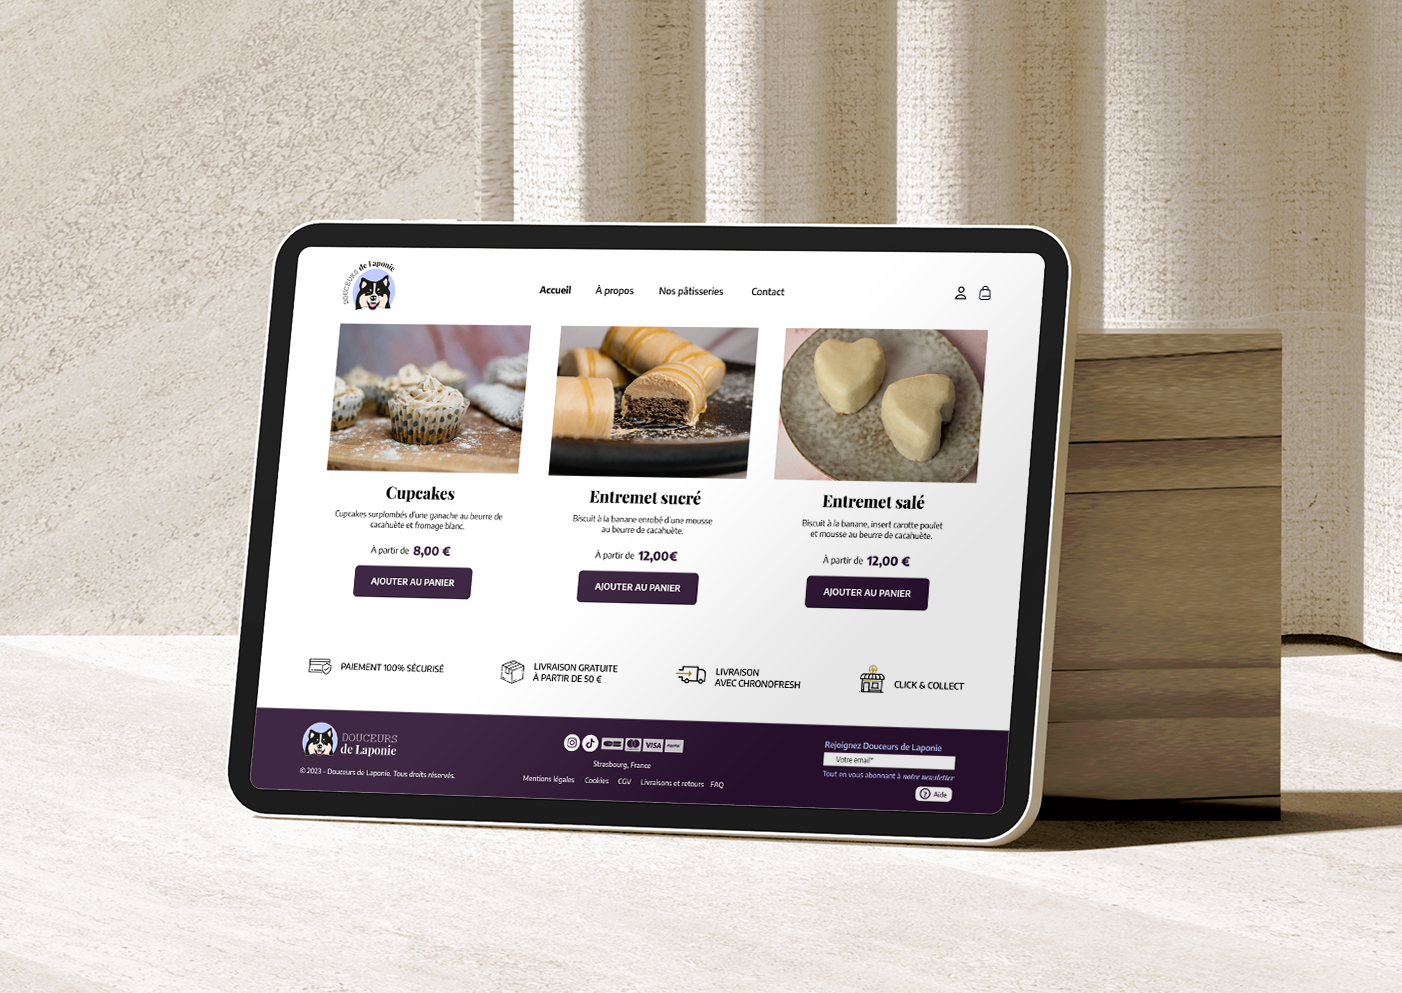 DOUCEURS de Laponie
Accueil
À propos
Nos pâtisseries
Contact
Cupcakes
Cupcakes surplombés d'une ganache au beurre de
cacahuète et fromage blanc.
À partir de 8,00 €
AJOUTER AU PANIER
Entremet sucré
Biscuit à la banane enrobé d'une mousse
au beurre de cacahuète.
À partir de 12,00€
AJOUTER AU PANIER
Entremet salé
Biscuit à la banane, insert carotte poulet
et mousse au beurre de cacahuète.
À partir de 12,00 €
AJOUTER AU PANIER
PAIEMENT 100% SÉCURISÉ
LIVRAISON GRATUITE
À PARTIR DE 50 €
LIVRAISON
AVEC CHRONOFRESH
CLICK & COLLECT
DOUCEURS
de Laponie
© 2023 - Douceurs de Laponie. Tous droits réservés.
VISA
PayPal
Strasbourg, France
Mentions légales
Cookies
CGV
Livraisons et retours
FAQ
Rejoignez Douceurs de Laponie
Votre email*
Tout en vous abonnant à notre newsletter
? Aide